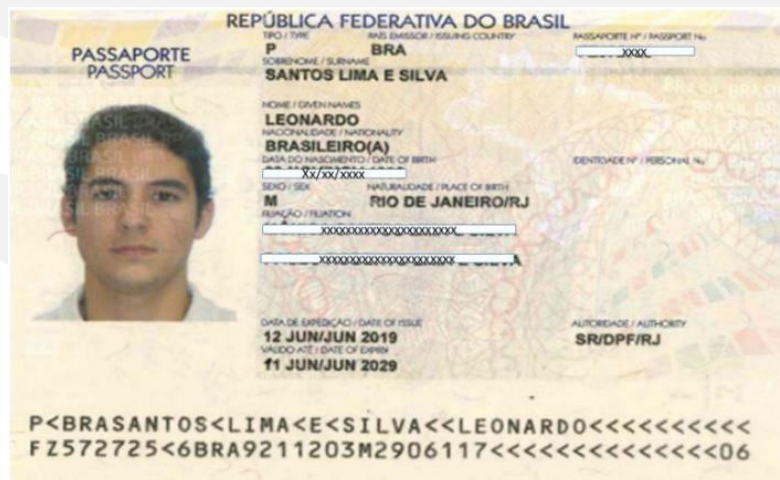 REPÚBLICA FEDERATIVA DO BRASIL
PASSAPORTE
PASSPORT
TIPO / TYPE PAÍS EMISSOR / ISSUING COUNTRY PASSAPORTE Nº / PASSPORT No.
P BRA XXXX
SOBRENOME / SURNAME
SANTOS LIMA E SILVA
NOME / GIVEN NAMES
LEONARDO
NACIONALIDADE / NATIONALITY
BRASILEIRO(A)
DATA DO NASCIMENTO / DATE OF BIRTH IDENTIDADE Nº / PERSONAL No.
Xx/xx/xxxx
SEXO / SEX NATURALIDADE / PLACE OF BIRTH
M RIO DE JANEIRO/RJ
FILIAÇÃO / FILIATION
DATA DE EXPEDIÇÃO / DATE OF ISSUE AUTORIDADE / AUTHORITY
12 JUN/JUN 2019 SR/DPF/RJ
VÁLIDO ATÉ / DATE OF EXPIRY
11 JUN/JUN 2029
P<BRASANTOS<LIMA<E<SILVA<<LEONARDO<<<<<<<<<<
FZ572725<6BRA9211203M2906117<<<<<<<<<<<<<<06